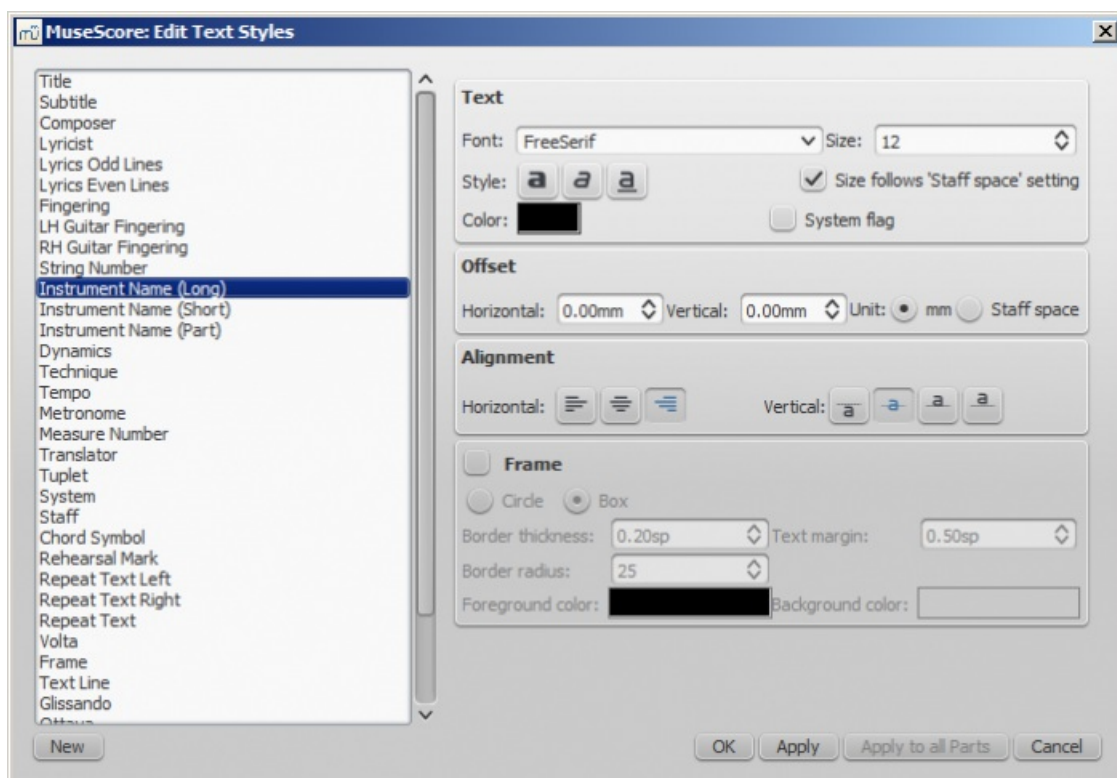 MuseScore: Edit Text Styles
Title
Subtitle
Composer
Lyricist
Lyrics Odd Lines
Lyrics Even Lines
Fingering
LH Guitar Fingering
RH Guitar Fingering
String Number
Instrument Name (Long)
Instrument Name (Short)
Instrument Name (Part)
Dynamics
Technique
Tempo
Metronome
Measure Number
Translator
Tuplet
System
Staff
Chord Symbol
Rehearsal Mark
Repeat Text Left
Repeat Text Right
Repeat Text
Volta
Frame
Text Line
Glissando
Ottava
New
Text
Font: FreeSerif Size: 12
Style: a a a Size follows 'Staff space' setting
Color: System flag
Offset
Horizontal: 0.00mm Vertical: 0.00mm Unit: mm Staff space
Alignment
Horizontal: Vertical: a a a a
Frame
Circle Box
Border thickness: 0.20sp Text margin: 0.50sp
Border radius: 25
Foreground color: Background color:
OK Apply Apply to all Parts Cancel